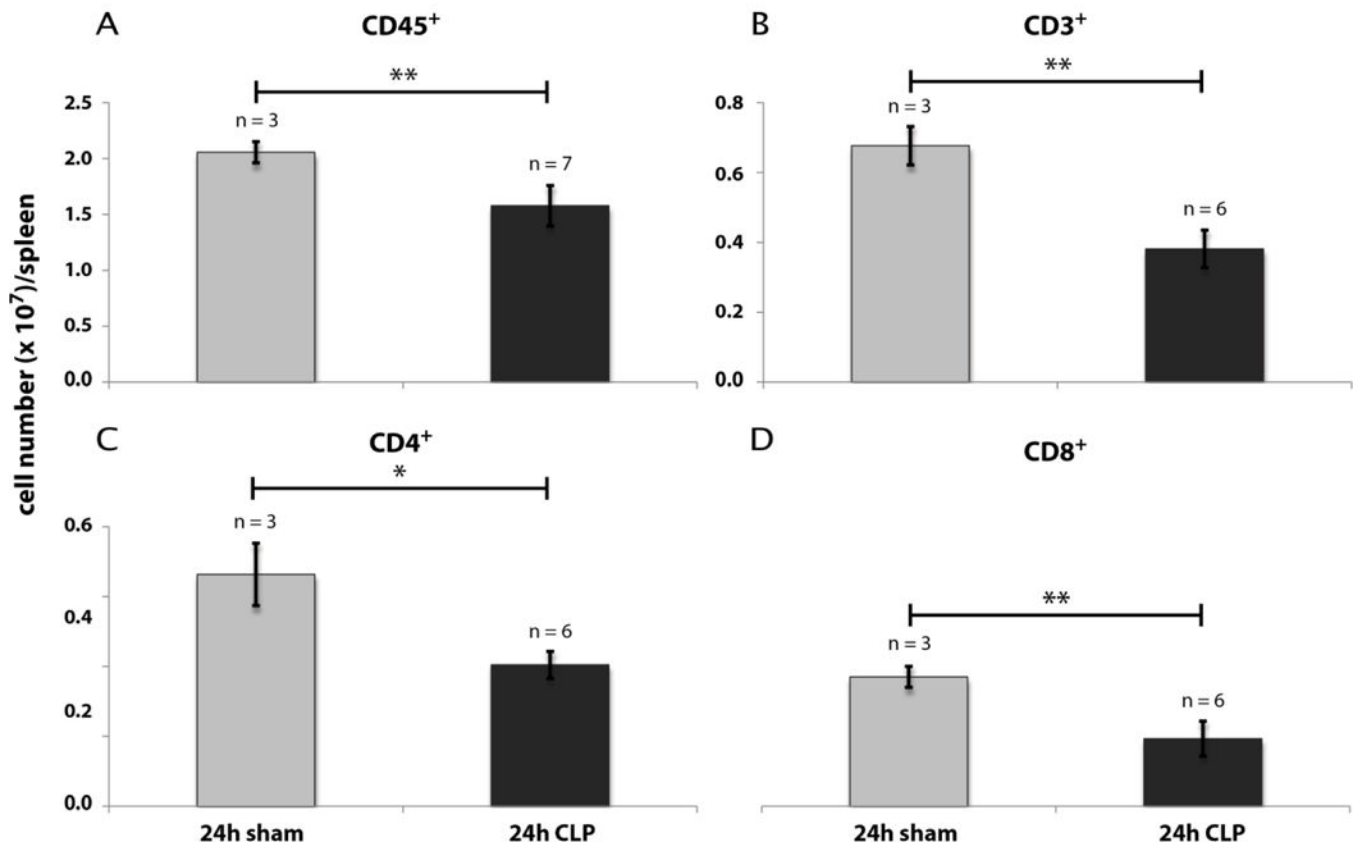 A
CD45⁺
**
2.5
n = 3
2.0
n = 7
1.5
1.0
0.5
0.0
B
CD3⁺
**
0.8
n = 3
0.6
n = 6
0.4
0.2
0.0
cell number (x 10⁷)/spleen
C
CD4⁺
*
0.6
n = 3
0.4
n = 6
0.2
0.0
24h sham 24h CLP
D
CD8⁺
**
n = 3
n = 6
24h sham 24h CLP